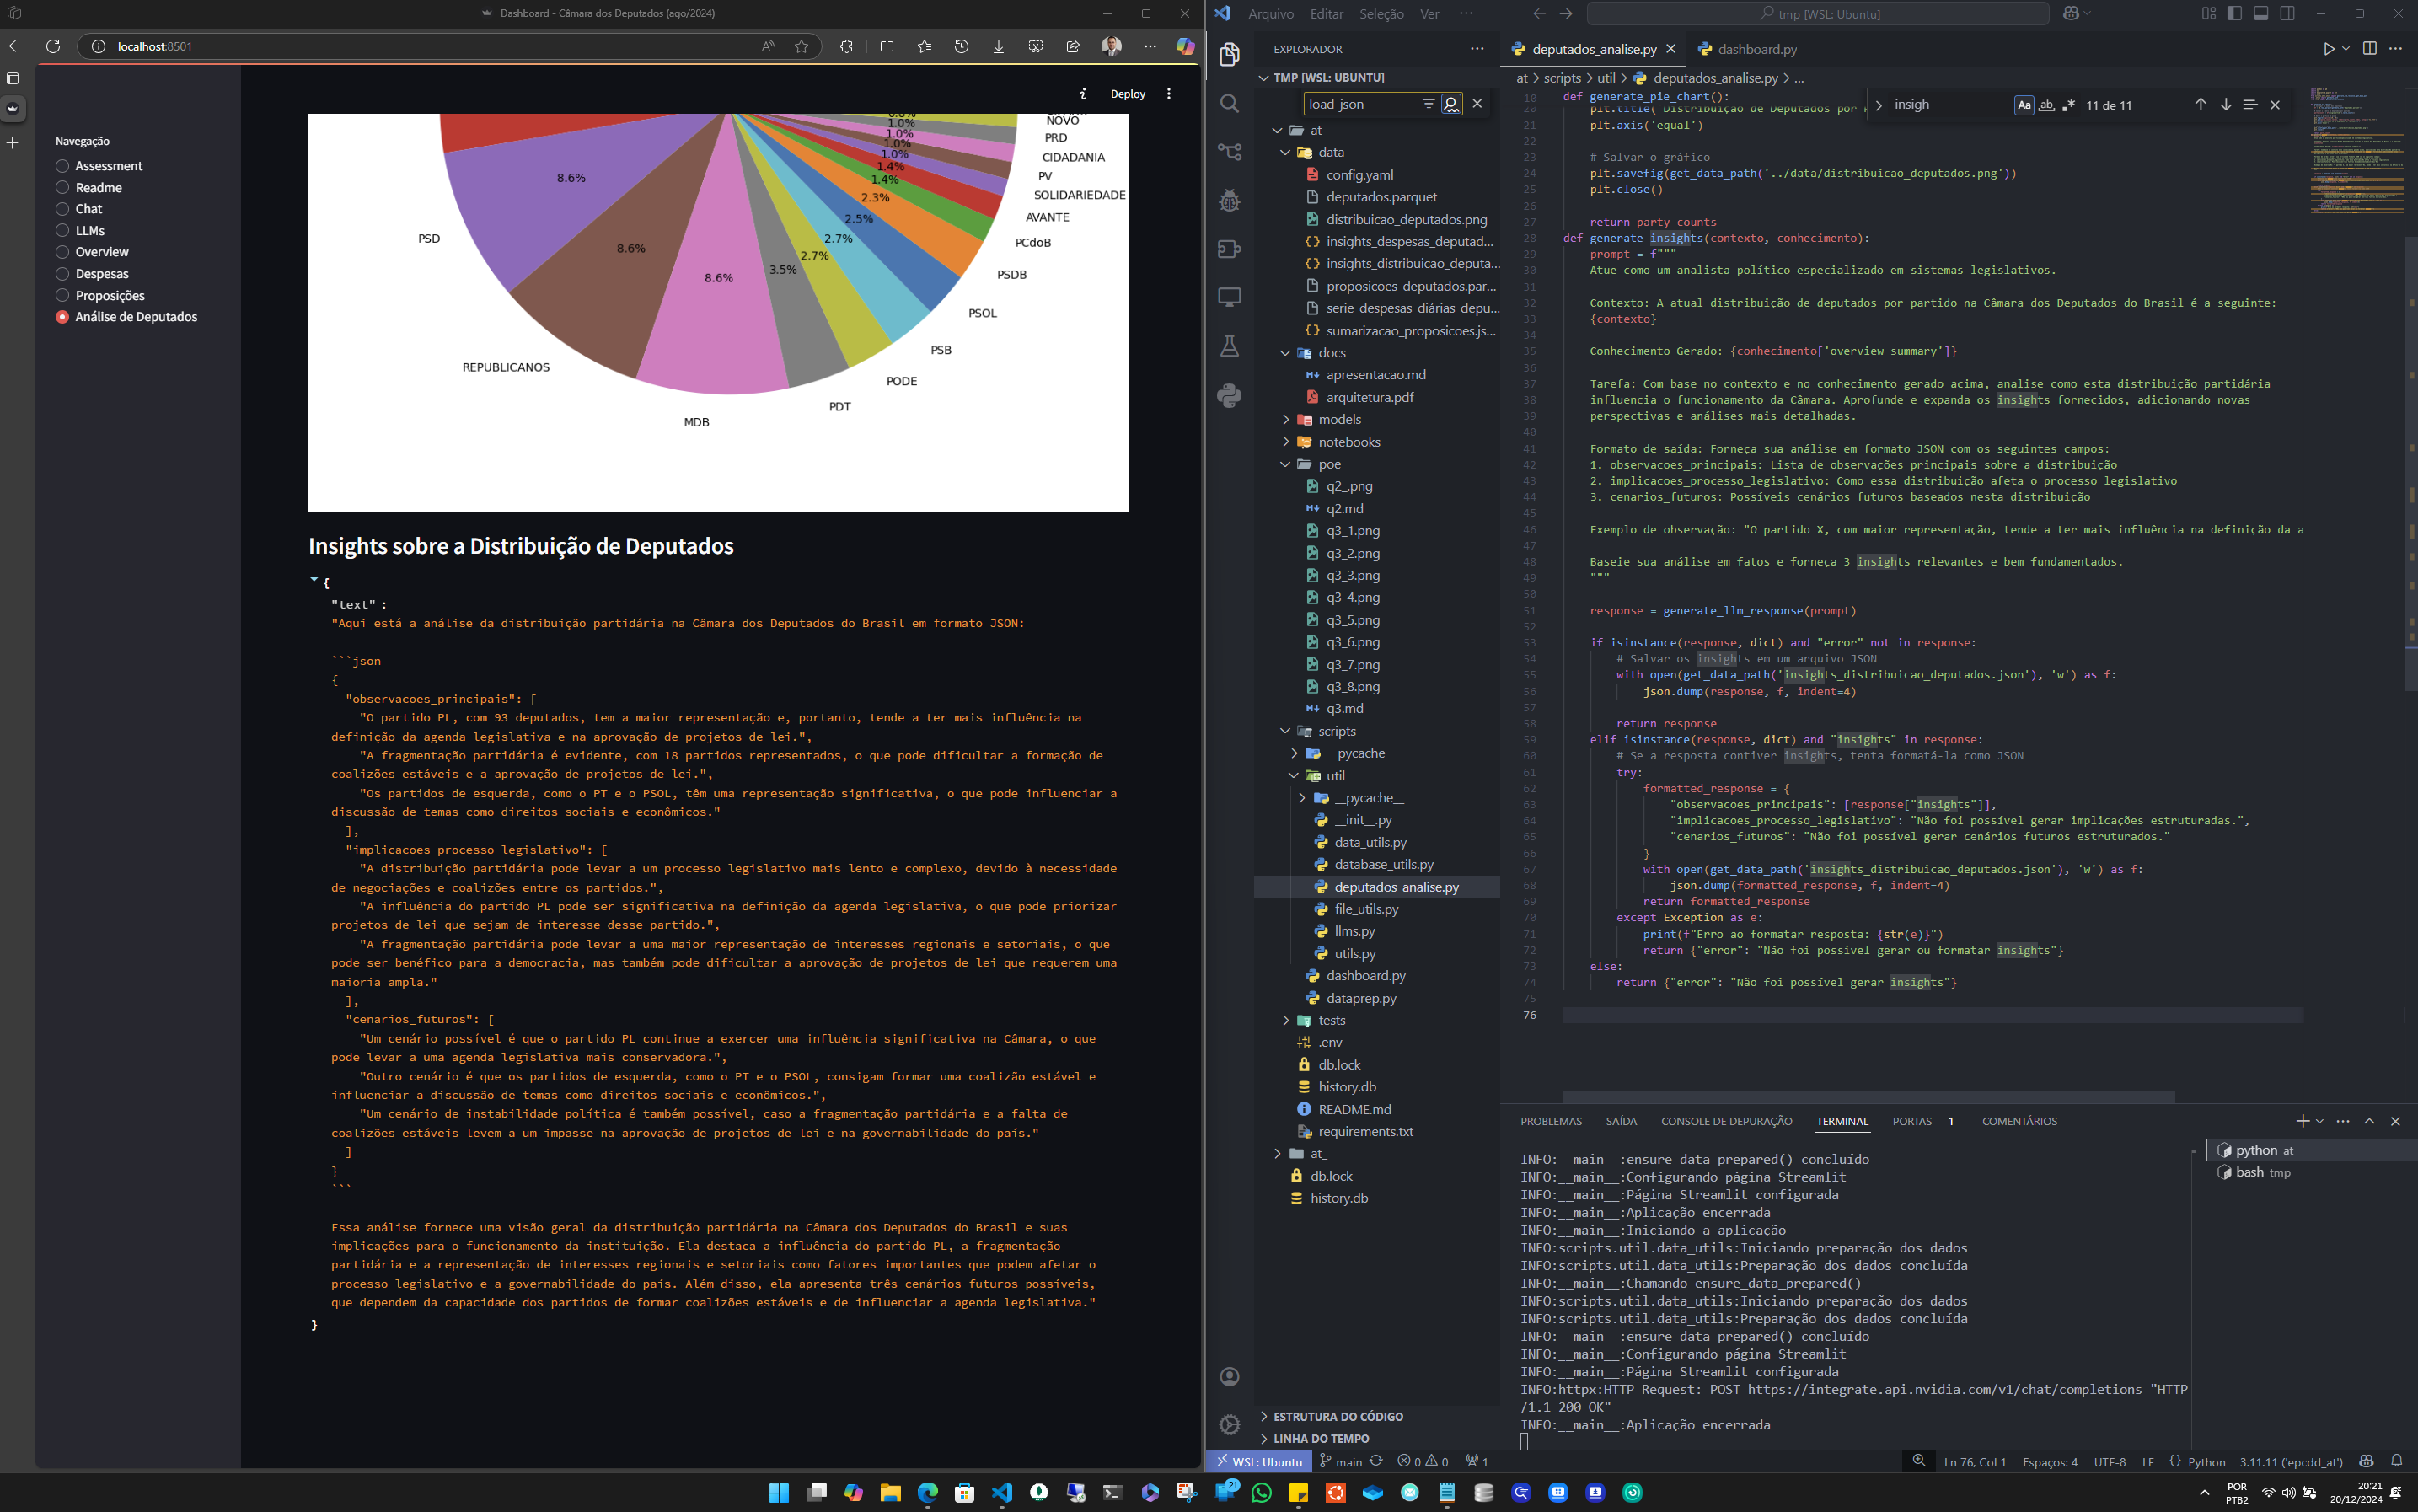 Dashboard - Câmara dos Deputados (ago/2024)
localhost:8501
Deploy
Navegação
Assessment
Readme
Chat
LLMs
Overview
Despesas
Proposições
Análise de Deputados
NOVO
1.0%
PRD
1.0%
1.0%
CIDADANIA
1.0%
PV
1.4%
SOLIDARIEDADE
1.4%
AVANTE
2.3%
PCdoB
2.5%
PSDB
2.7%
PSOL
2.7%
PSB
3.5%
PODE
8.6%
PDT
8.6%
MDB
8.6%
REPUBLICANOS
PSD
Insights sobre a Distribuição de Deputados
{
"text" :
"Aqui está a análise da distribuição partidária na Câmara dos Deputados do Brasil em formato JSON:
```json
{
"observacoes_principais": [
"O partido PL, com 93 deputados, tem a maior representação e, portanto, tende a ter mais influência na
definição da agenda legislativa e na aprovação de projetos de lei.",
"A fragmentação partidária é evidente, com 18 partidos representados, o que pode dificultar a formação de
coalizões estáveis e a aprovação de projetos de lei.",
"Os partidos de esquerda, como o PT e o PSOL, têm uma representação significativa, o que pode influenciar a
discussão de temas como direitos sociais e econômicos."
],
"implicacoes_processo_legislativo": [
"A distribuição partidária pode levar a um processo legislativo mais lento e complexo, devido à necessidade
de negociações e coalizões entre os partidos.",
"A influência do partido PL pode ser significativa na definição da agenda legislativa, o que pode priorizar
projetos de lei que sejam de interesse desse partido.",
"A fragmentação partidária pode levar a uma maior representação de interesses regionais e setoriais, o que
pode ser benéfico para a democracia, mas também pode dificultar a aprovação de projetos de lei que requerem uma
maioria ampla."
],
"cenarios_futuros": [
"Um cenário possível é que o partido PL continue a exercer uma influência significativa na Câmara, o que
pode levar a uma agenda legislativa mais conservadora.",
"Outro cenário é que os partidos de esquerda, como o PT e o PSOL, consigam formar uma coalizão estável e
influenciar a discussão de temas como direitos sociais e econômicos.",
"Um cenário de instabilidade política é também possível, caso a fragmentação partidária e a falta de
coalizões estáveis levem a um impasse na aprovação de projetos de lei e na governabilidade do país."
]
}
```
Essa análise fornece uma visão geral da distribuição partidária na Câmara dos Deputados do Brasil e suas
implicações para o funcionamento da instituição. Ela destaca a influência do partido PL, a fragmentação
partidária e a representação de interesses regionais e setoriais como fatores importantes que podem afetar o
processo legislativo e a governabilidade do país. Além disso, ela apresenta três cenários futuros possíveis,
que dependem da capacidade dos partidos de formar coalizões estáveis e de influenciar a agenda legislativa."
}
Arquivo Editar Seleção Ver ···
tmp [WSL: Ubuntu]
EXPLORADOR
TMP [WSL: UBUNTU]
load_json
at
data
config.yaml
deputados.parquet
distribuicao_deputados.png
insights_despesas_deputad...
insights_distribuicao_deputa...
proposicoes_deputados.par...
serie_despesas_diárias_depu...
sumarizacao_proposicoes.js...
docs
apresentacao.md
arquitetura.pdf
models
notebooks
poe
q2_.png
q2.md
q3_1.png
q3_2.png
q3_3.png
q3_4.png
q3_5.png
q3_6.png
q3_7.png
q3_8.png
q3.md
scripts
__pycache__
util
__pycache__
__init__.py
data_utils.py
database_utils.py
deputados_analise.py
file_utils.py
llms.py
utils.py
dashboard.py
dataprep.py
tests
.env
db.lock
history.db
README.md
requirements.txt
at_
db.lock
history.db
ESTRUTURA DO CÓDIGO
LINHA DO TEMPO
deputados_analise.py
dashboard.py
at > scripts > util > deputados_analise.py > ...
insigh
Aa ab 11 de 11
10 def generate_pie_chart():
20 plt.title('Distribuição de Deputados por
21 plt.axis('equal')
22
23 # Salvar o gráfico
24 plt.savefig(get_data_path('../data/distribuicao_deputados.png'))
25 plt.close()
26
27 return party_counts
28 def generate_insights(contexto, conhecimento):
29 prompt = f"""
30 Atue como um analista político especializado em sistemas legislativos.
31
32 Contexto: A atual distribuição de deputados por partido na Câmara dos Deputados do Brasil é a seguinte:
33 {contexto}
34
35 Conhecimento Gerado: {conhecimento['overview_summary']}
36
37 Tarefa: Com base no contexto e no conhecimento gerado acima, analise como esta distribuição partidária
38 influencia o funcionamento da Câmara. Aprofunde e expanda os insights fornecidos, adicionando novas
39 perspectivas e análises mais detalhadas.
40
41 Formato de saída: Forneça sua análise em formato JSON com os seguintes campos:
42 1. observacoes_principais: Lista de observações principais sobre a distribuição
43 2. implicacoes_processo_legislativo: Como essa distribuição afeta o processo legislativo
44 3. cenarios_futuros: Possíveis cenários futuros baseados nesta distribuição
45
46 Exemplo de observação: "O partido X, com maior representação, tende a ter mais influência na definição da a
47
48 Baseie sua análise em fatos e forneça 3 insights relevantes e bem fundamentados.
49 """
50
51 response = generate_llm_response(prompt)
52
53 if isinstance(response, dict) and "error" not in response:
54 # Salvar os insights em um arquivo JSON
55 with open(get_data_path('insights_distribuicao_deputados.json'), 'w') as f:
56 json.dump(response, f, indent=4)
57
58 return response
59 elif isinstance(response, dict) and "insights" in response:
60 # Se a resposta contiver insights, tenta formatá-la como JSON
61 try:
62 formatted_response = {
63 "observacoes_principais": [response["insights"]],
64 "implicacoes_processo_legislativo": "Não foi possível gerar implicações estruturadas.",
65 "cenarios_futuros": "Não foi possível gerar cenários futuros estruturados."
66 }
67 with open(get_data_path('insights_distribuicao_deputados.json'), 'w') as f:
68 json.dump(formatted_response, f, indent=4)
69 return formatted_response
70 except Exception as e:
71 print(f"Erro ao formatar resposta: {str(e)}")
72 return {"error": "Não foi possível gerar ou formatar insights"}
73 else:
74 return {"error": "Não foi possível gerar insights"}
75
76
PROBLEMAS SAÍDA CONSOLE DE DEPURAÇÃO TERMINAL PORTAS 1 COMENTÁRIOS
INFO:__main__:ensure_data_prepared() concluído
INFO:__main__:Configurando página Streamlit
INFO:__main__:Página Streamlit configurada
INFO:__main__:Aplicação encerrada
INFO:__main__:Iniciando a aplicação
INFO:scripts.util.data_utils:Iniciando preparação dos dados
INFO:scripts.util.data_utils:Preparação dos dados concluída
INFO:__main__:Chamando ensure_data_prepared()
INFO:scripts.util.data_utils:Iniciando preparação dos dados
INFO:scripts.util.data_utils:Preparação dos dados concluída
INFO:__main__:ensure_data_prepared() concluído
INFO:__main__:Configurando página Streamlit
INFO:__main__:Página Streamlit configurada
INFO:httpx:HTTP Request: POST https://integrate.api.nvidia.com/v1/chat/completions "HTTP
/1.1 200 OK"
INFO:__main__:Aplicação encerrada
python at
bash tmp
WSL: Ubuntu main 0 0 1 Ln 76, Col 1 Espaços: 4 UTF-8 LF Python 3.11.11 ('epcdd_at')
21
POR
PTB2
20:21
20/12/2024